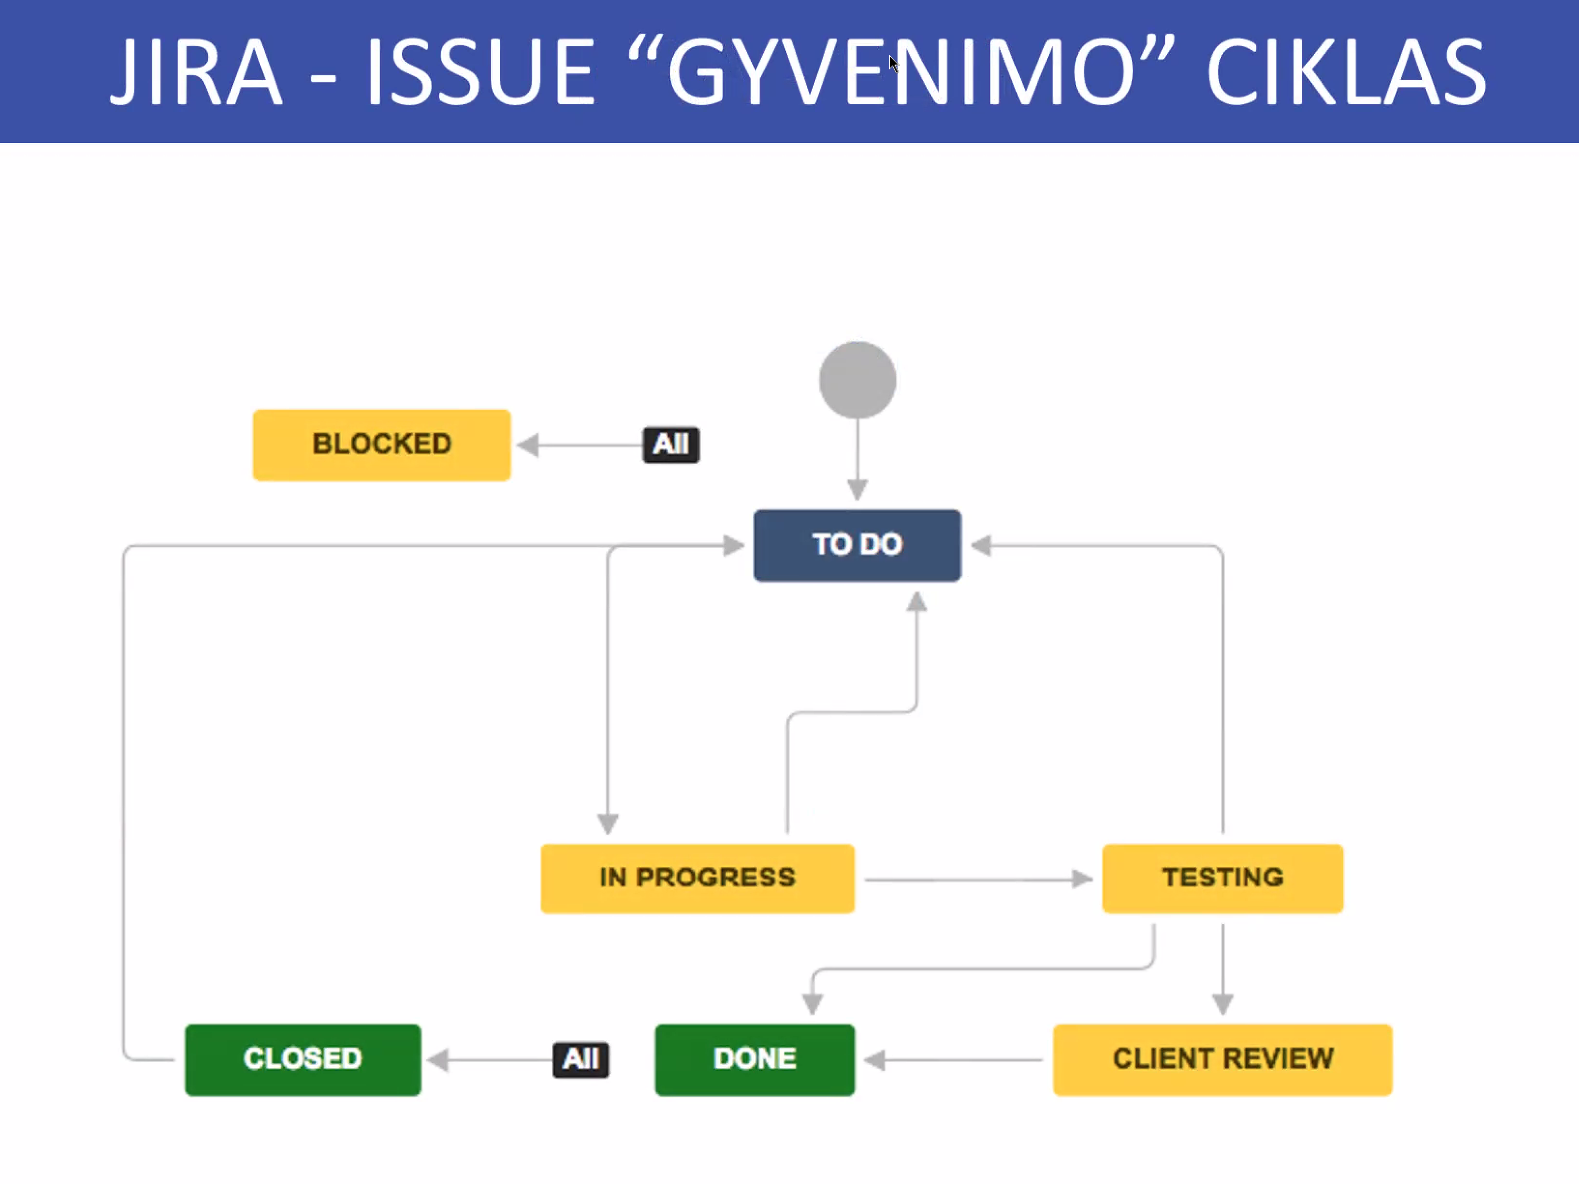 JIRA - ISSUE “GYVENIMO” CIKLAS
BLOCKED
All
TO DO
IN PROGRESS
TESTING
CLOSED
All
DONE
CLIENT REVIEW